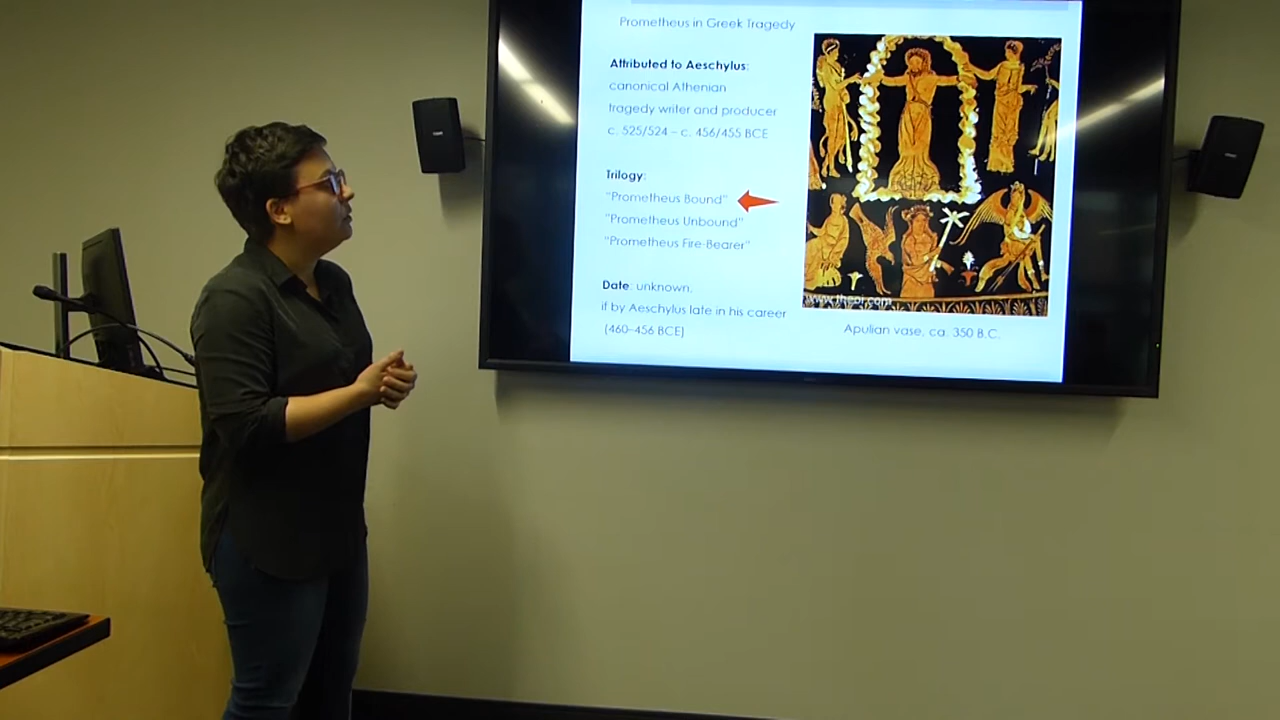 Prometheus in Greek Tragedy
Attributed to Aeschylus:
canonical Athenian
tragedy writer and producer
c. 525/524 – c. 456/455 BCE
Trilogy:
"Prometheus Bound"
"Prometheus Unbound"
"Prometheus Fire-Bearer"
Date: unknown,
if by Aeschylus late in his career
(460-456 BCE)
www.theoi.com
Apulian vase, ca. 350 B.C.